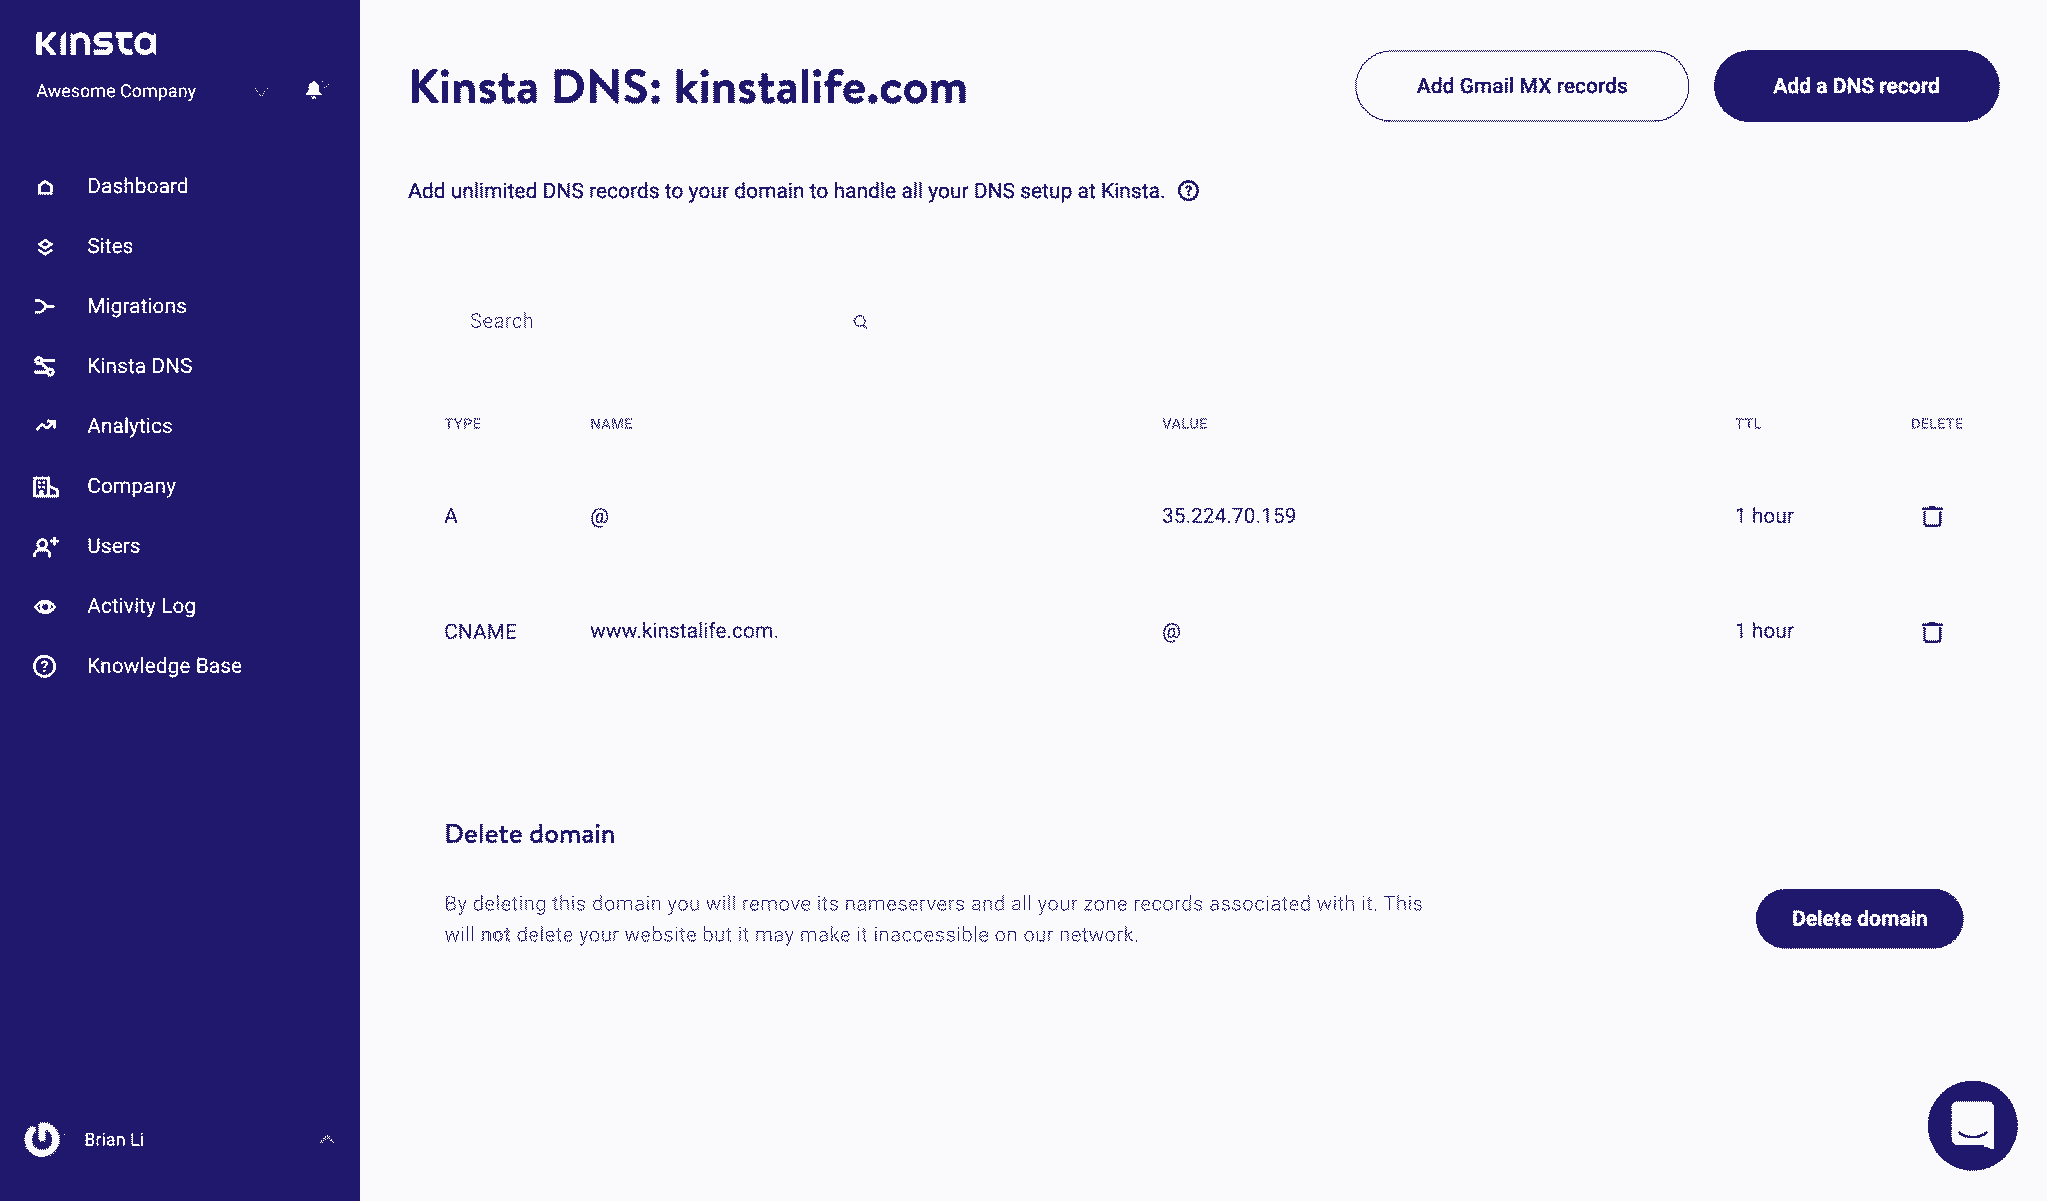 Kinsta
Awesome Company
Dashboard
Sites
Migrations
Kinsta DNS
Analytics
Company
Users
Activity Log
Knowledge Base
Brian Li
Kinsta DNS: kinstalife.com
Add Gmail MX records
Add a DNS record
Add unlimited DNS records to your domain to handle all your DNS setup at Kinsta.
Search
TYPE NAME VALUE TTL DELETE
A @ 35.224.70.159 1 hour
CNAME www.kinstalife.com. @ 1 hour
Delete domain
By deleting this domain you will remove its nameservers and all your zone records associated with it. This
will not delete your website but it may make it inaccessible on our network.
Delete domain